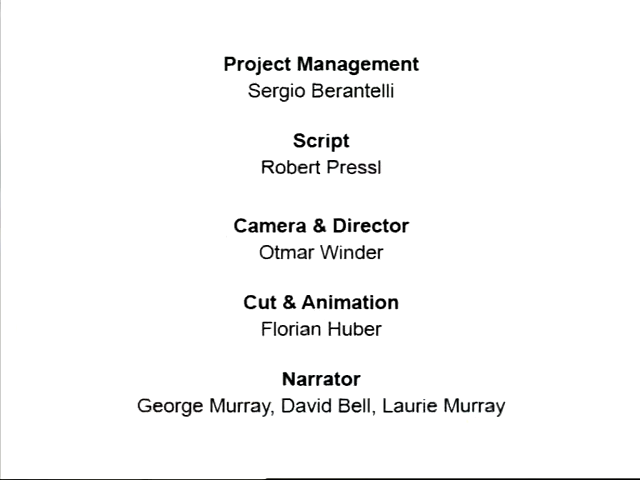 Project Management
Sergio Berantelli
Script
Robert Pressl
Camera & Director
Otmar Winder
Cut & Animation
Florian Huber
Narrator
George Murray, David Bell, Laurie Murray